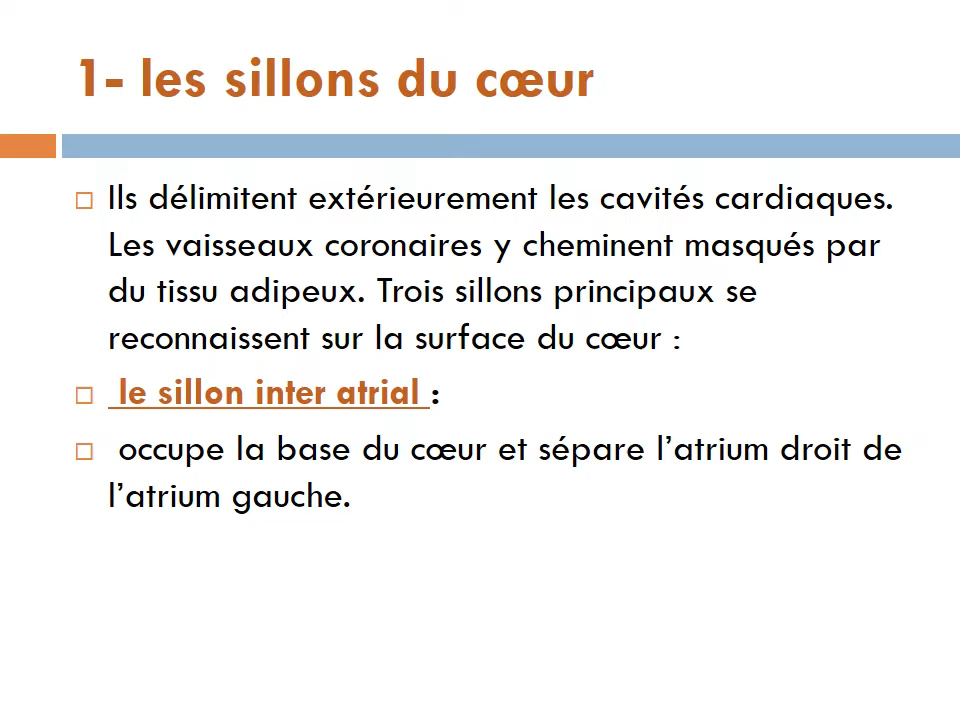 1- les sillons du cœur
Ils délimitent extérieurement les cavités cardiaques.
Les vaisseaux coronaires y cheminent masqués par
du tissu adipeux. Trois sillons principaux se
reconnaissent sur la surface du cœur :
le sillon inter atrial :
occupe la base du cœur et sépare l’atrium droit de
l’atrium gauche.